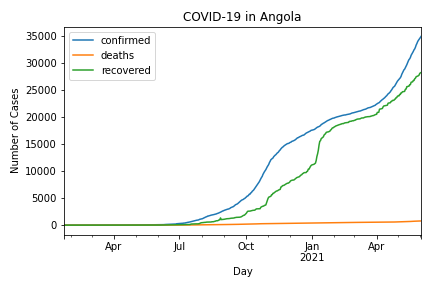 COVID-19 in Angola
confirmed
deaths
recovered
Number of Cases
35000
30000
25000
20000
15000
10000
5000
0
Apr
Jul
Oct
Jan
2021
Apr
Day